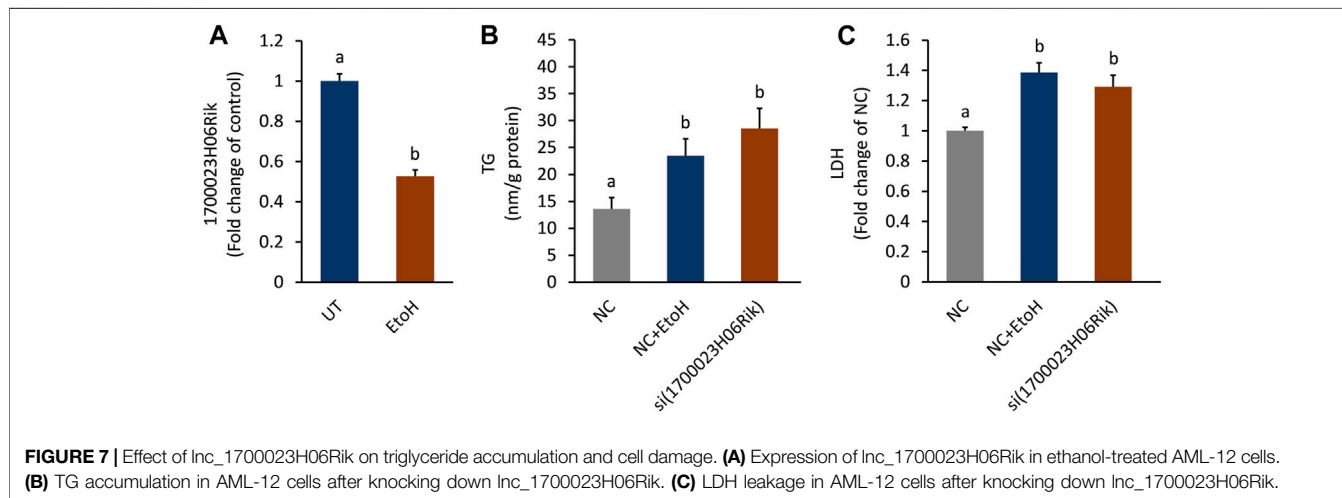 A
1700023H06Rik
(Fold change of control)
1.2
1
0.8
0.6
0.4
0.2
0
a
b
UT
EtoH
B
TG
(nm/g protein)
45
40
35
30
25
20
15
10
5
0
a
b
b
NC
NC+EtoH
si(1700023H06Rik)
C
LDH
(Fold change of NC)
1.6
1.4
1.2
1
0.8
0.6
0.4
0.2
0
a
b
b
NC
NC+EtoH
si(1700023H06Rik)
FIGURE 7 | Effect of lnc_1700023H06Rik on triglyceride accumulation and cell damage. (A) Expression of lnc_1700023H06Rik in ethanol-treated AML-12 cells.
(B) TG accumulation in AML-12 cells after knocking down lnc_1700023H06Rik. (C) LDH leakage in AML-12 cells after knocking down lnc_1700023H06Rik.